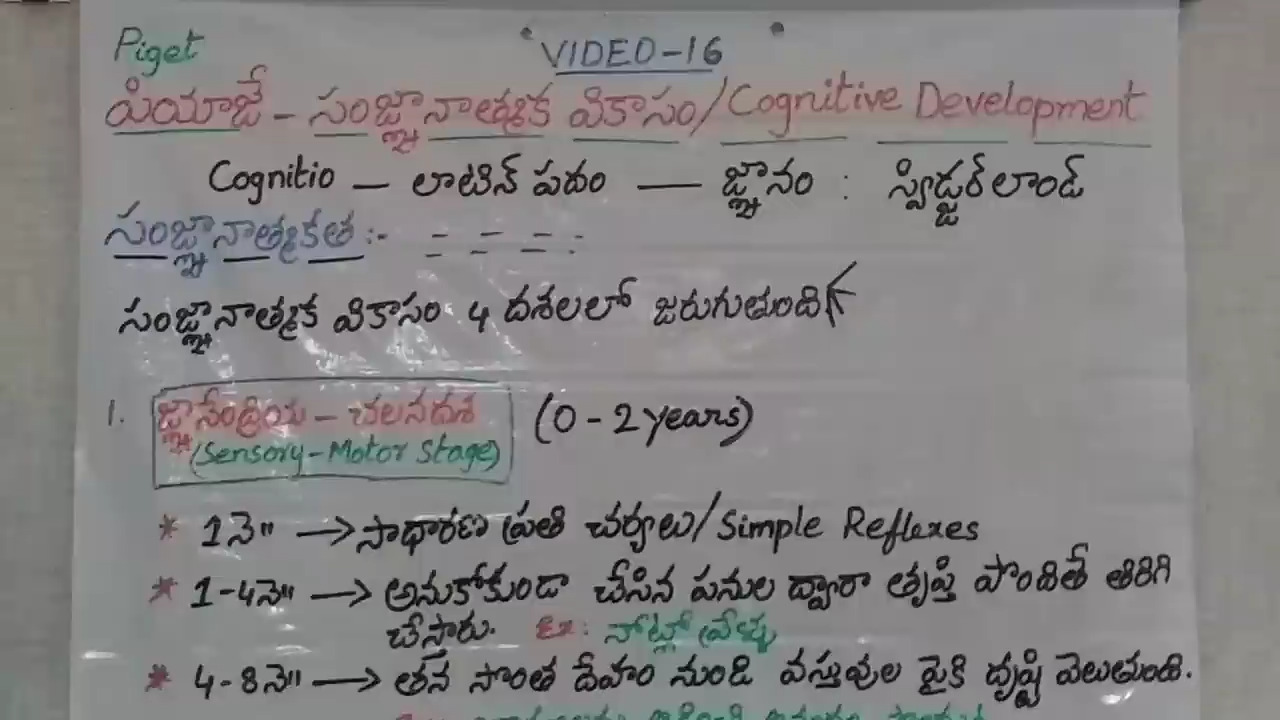 Piget
VIDEO-16
పియాజే - సంజ్ఞానాత్మక వికాసం/Cognitive Development
Cognitio — లాటిన్ పదం — జ్ఞానం : స్విడ్జర్లాండ్
సంజ్ఞానాత్మకత :- = = = :
సంజ్ఞానాత్మక వికాసం 4 దశలలో జరుగుతుంది
1. జ్ఞానేంద్రియ - చలనదశ (0 - 2 years)
(Sensory-Motor Stage)
* 1నె" → సాధారణ ప్రతి చర్యలు/Simple Reflexes
* 1-4నె" → అనుకోకుండా చేసిన పనుల ద్వారా తృప్తి పొందితే తిరిగి
చేస్తారు. Ex: నోట్లో వ్రేళ్ళు
* 4-8నె" → తన సొంత దేహం నుండి వస్తువుల పైకి దృష్టి వెలుతుంది.